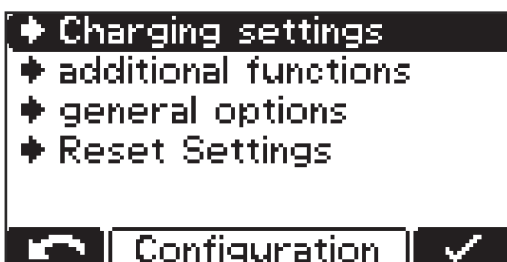 Charging settings
additional functions
general options
Reset Settings
Configuration